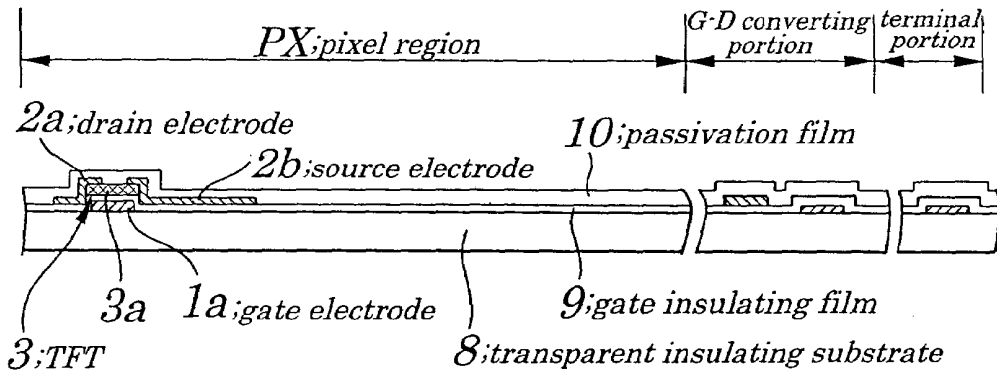 PX;pixel region
G-D converting
portion
terminal
portion
2a;drain electrode
2b;source electrode
10;passivation film
3a
1a;gate electrode
9;gate insulating film
3;TFT
8;transparent insulating substrate